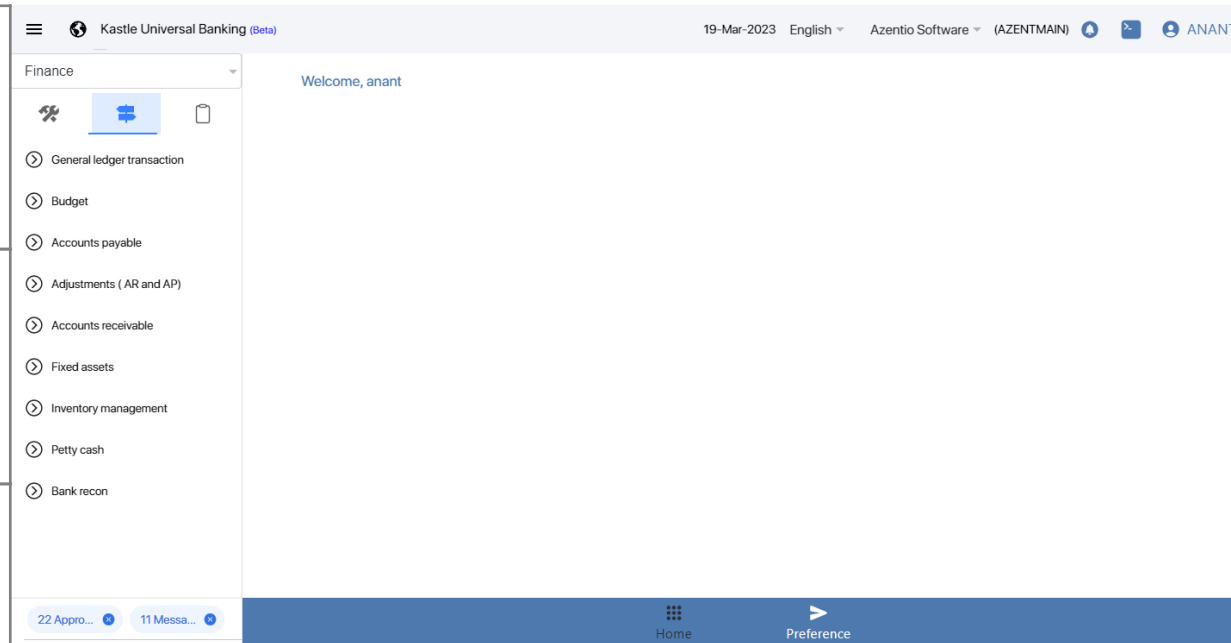 Kastle Universal Banking (Beta) 19-Mar-2023 English Azentio Software (AZENTMAIN) ANANT
Finance
Welcome, anant
General ledger transaction
Budget
Accounts payable
Adjustments ( AR and AP)
Accounts receivable
Fixed assets
Inventory management
Petty cash
Bank recon
22 Appro... 11 Messa...
Home Preference